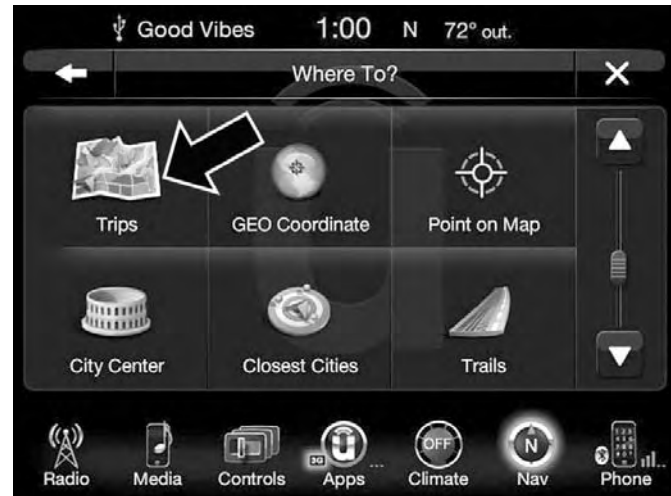 Good Vibes 1:00 N 72° out.
Where To?
Trips GEO Coordinate Point on Map
City Center Closest Cities Trails
3G ... OFF N
Radio Media Controls Apps Climate Nav Phone